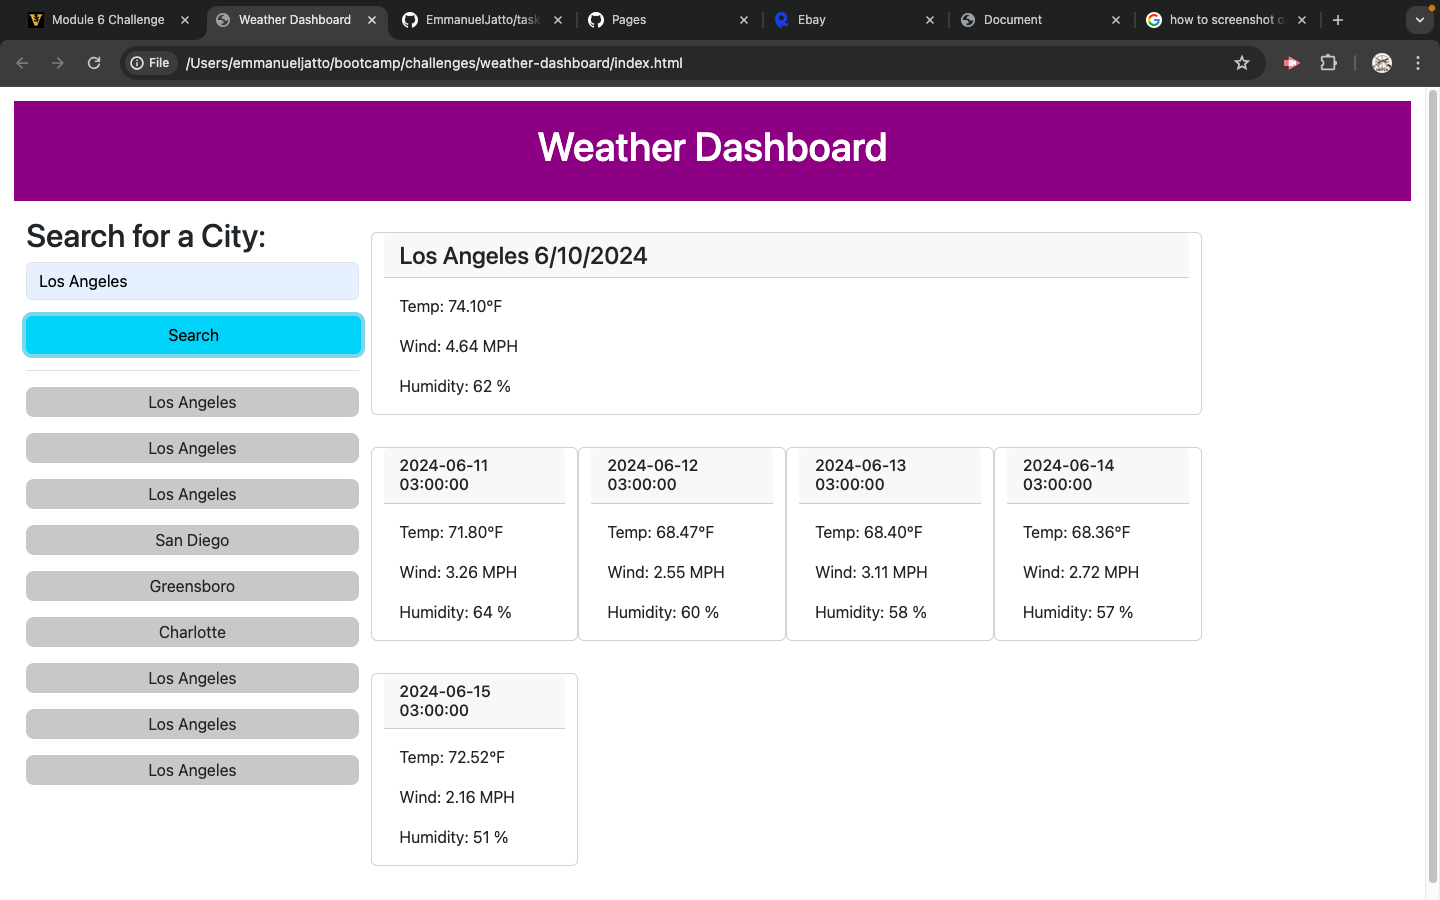 Module 6 Challenge
Weather Dashboard
EmmanuelJatto/task
Pages
Ebay
Document
how to screenshot o
File
/Users/emmanueljatto/bootcamp/challenges/weather-dashboard/index.html
Weather Dashboard
Search for a City:
Los Angeles
Search
Los Angeles
Los Angeles
Los Angeles
San Diego
Greensboro
Charlotte
Los Angeles
Los Angeles
Los Angeles
Los Angeles 6/10/2024
Temp: 74.10°F
Wind: 4.64 MPH
Humidity: 62 %
2024-06-11
03:00:00
Temp: 71.80°F
Wind: 3.26 MPH
Humidity: 64 %
2024-06-12
03:00:00
Temp: 68.47°F
Wind: 2.55 MPH
Humidity: 60 %
2024-06-13
03:00:00
Temp: 68.40°F
Wind: 3.11 MPH
Humidity: 58 %
2024-06-14
03:00:00
Temp: 68.36°F
Wind: 2.72 MPH
Humidity: 57 %
2024-06-15
03:00:00
Temp: 72.52°F
Wind: 2.16 MPH
Humidity: 51 %